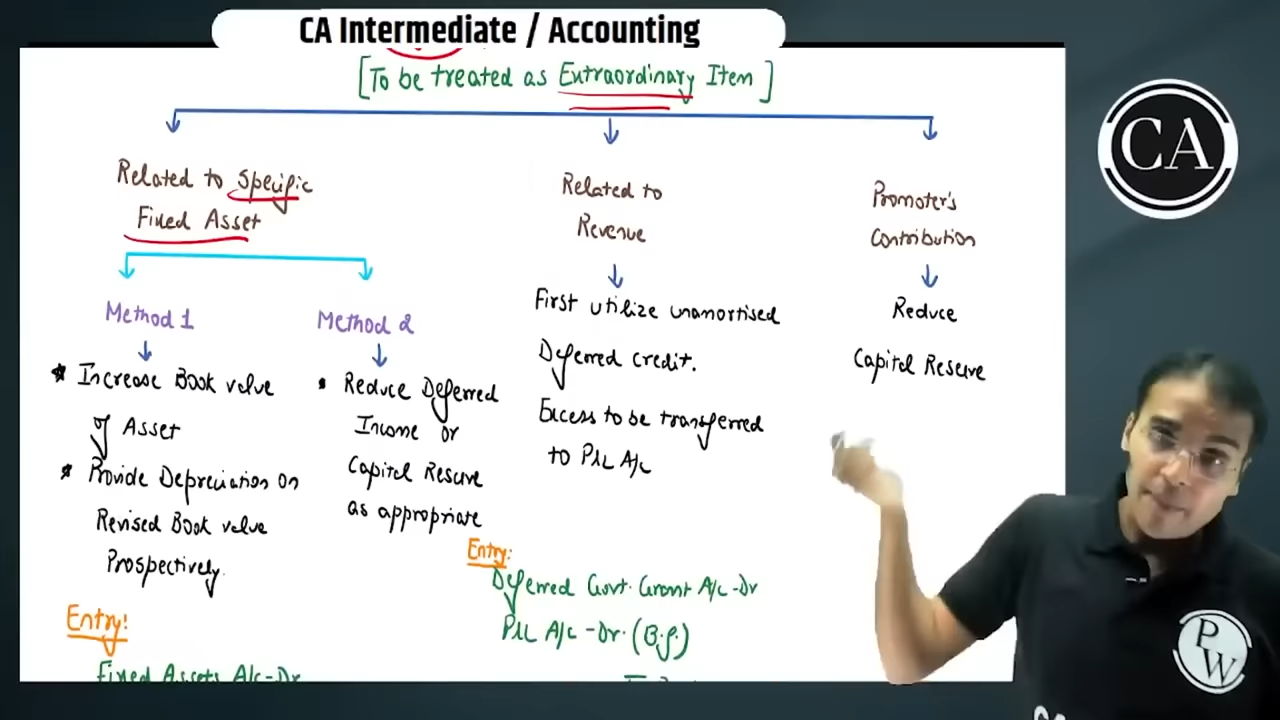 CA Intermediate / Accounting
[To be treated as Extraordinary Item]
Related to Specific
Fixed Asset
Method 1
* Increase Book value
of Asset
* Provide Depreciation on
Revised Book value
Prospectively.
Entry:
Fixed Assets A/c-Dr
Method 2
• Reduce Deferred
Income or
Capital Reserve
as appropriate
Related to
Revenue
First utilize unamortised
Deferred credit.
Excess to be transferred
to P&L A/c
Entry:
Deferred Govt. Grant A/c -Dr
P&L A/c -Dr. (B.f.)
Promoter's
Contribution
Reduce
Capital Reserve
CA
PW